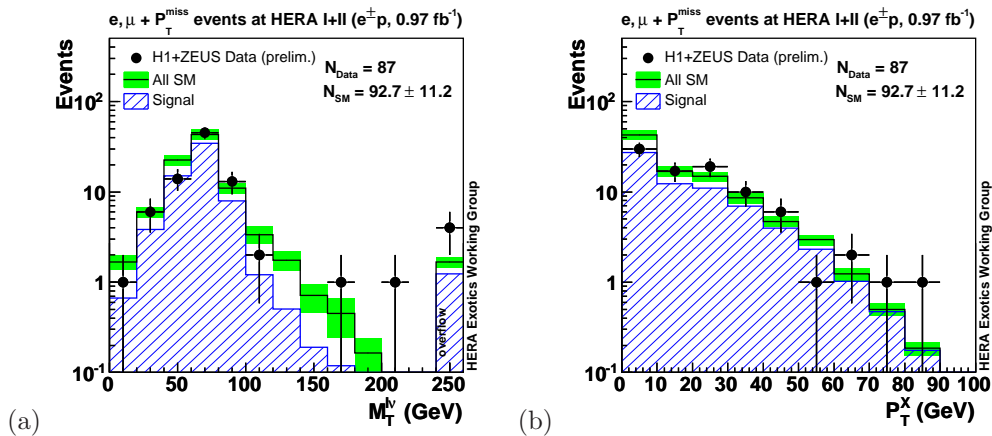 e, μ + P_T^miss events at HERA I+II (e^± p, 0.97 fb^-1)
Events
H1+ZEUS Data (prelim.)
All SM
Signal
N_Data = 87
N_SM = 92.7 ± 11.2
10^2
10
1
10^-1
0 50 100 150 200 250
M_T^lν (GeV)
overflow
HERA Exotics Working Group
(a)
e, μ + P_T^miss events at HERA I+II (e^± p, 0.97 fb^-1)
Events
H1+ZEUS Data (prelim.)
All SM
Signal
N_Data = 87
N_SM = 92.7 ± 11.2
10^2
10
1
10^-1
0 10 20 30 40 50 60 70 80 90 100
P_T^X (GeV)
HERA Exotics Working Group
(b)